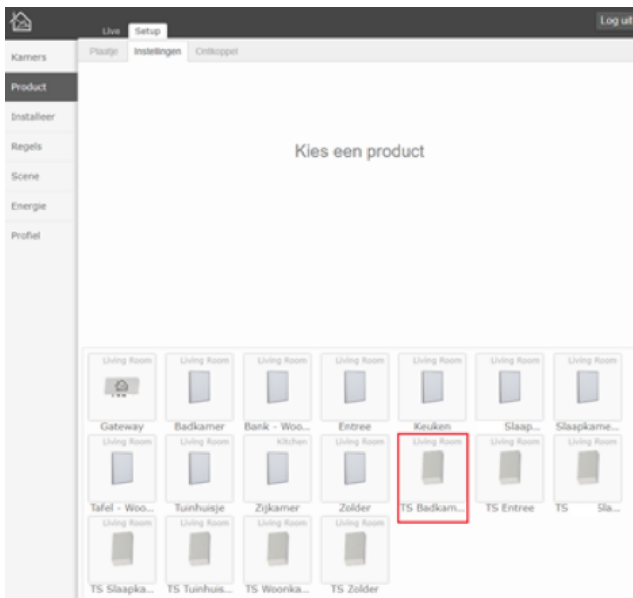 Log uit
Live Setup
Plaatje Instellingen Ontkoppel
Kamers
Product
Installeer
Regels
Scene
Energie
Profiel
Kies een product
Living Room Living Room Living Room Living Room Living Room Living Room Living Room
Gateway Badkamer Bank - Woo... Entree Keuken Slaap... Slaapkame...
Living Room Living Room Kitchen Living Room Living Room Living Room Living Room
Tafel - Woo... Tuinhuisje Zijkamer Zolder TS Badkam... TS Entree TS Sla...
Living Room Living Room Living Room Living Room
TS Slaapka... TS Tuinhuis... TS Woonka... TS Zolder